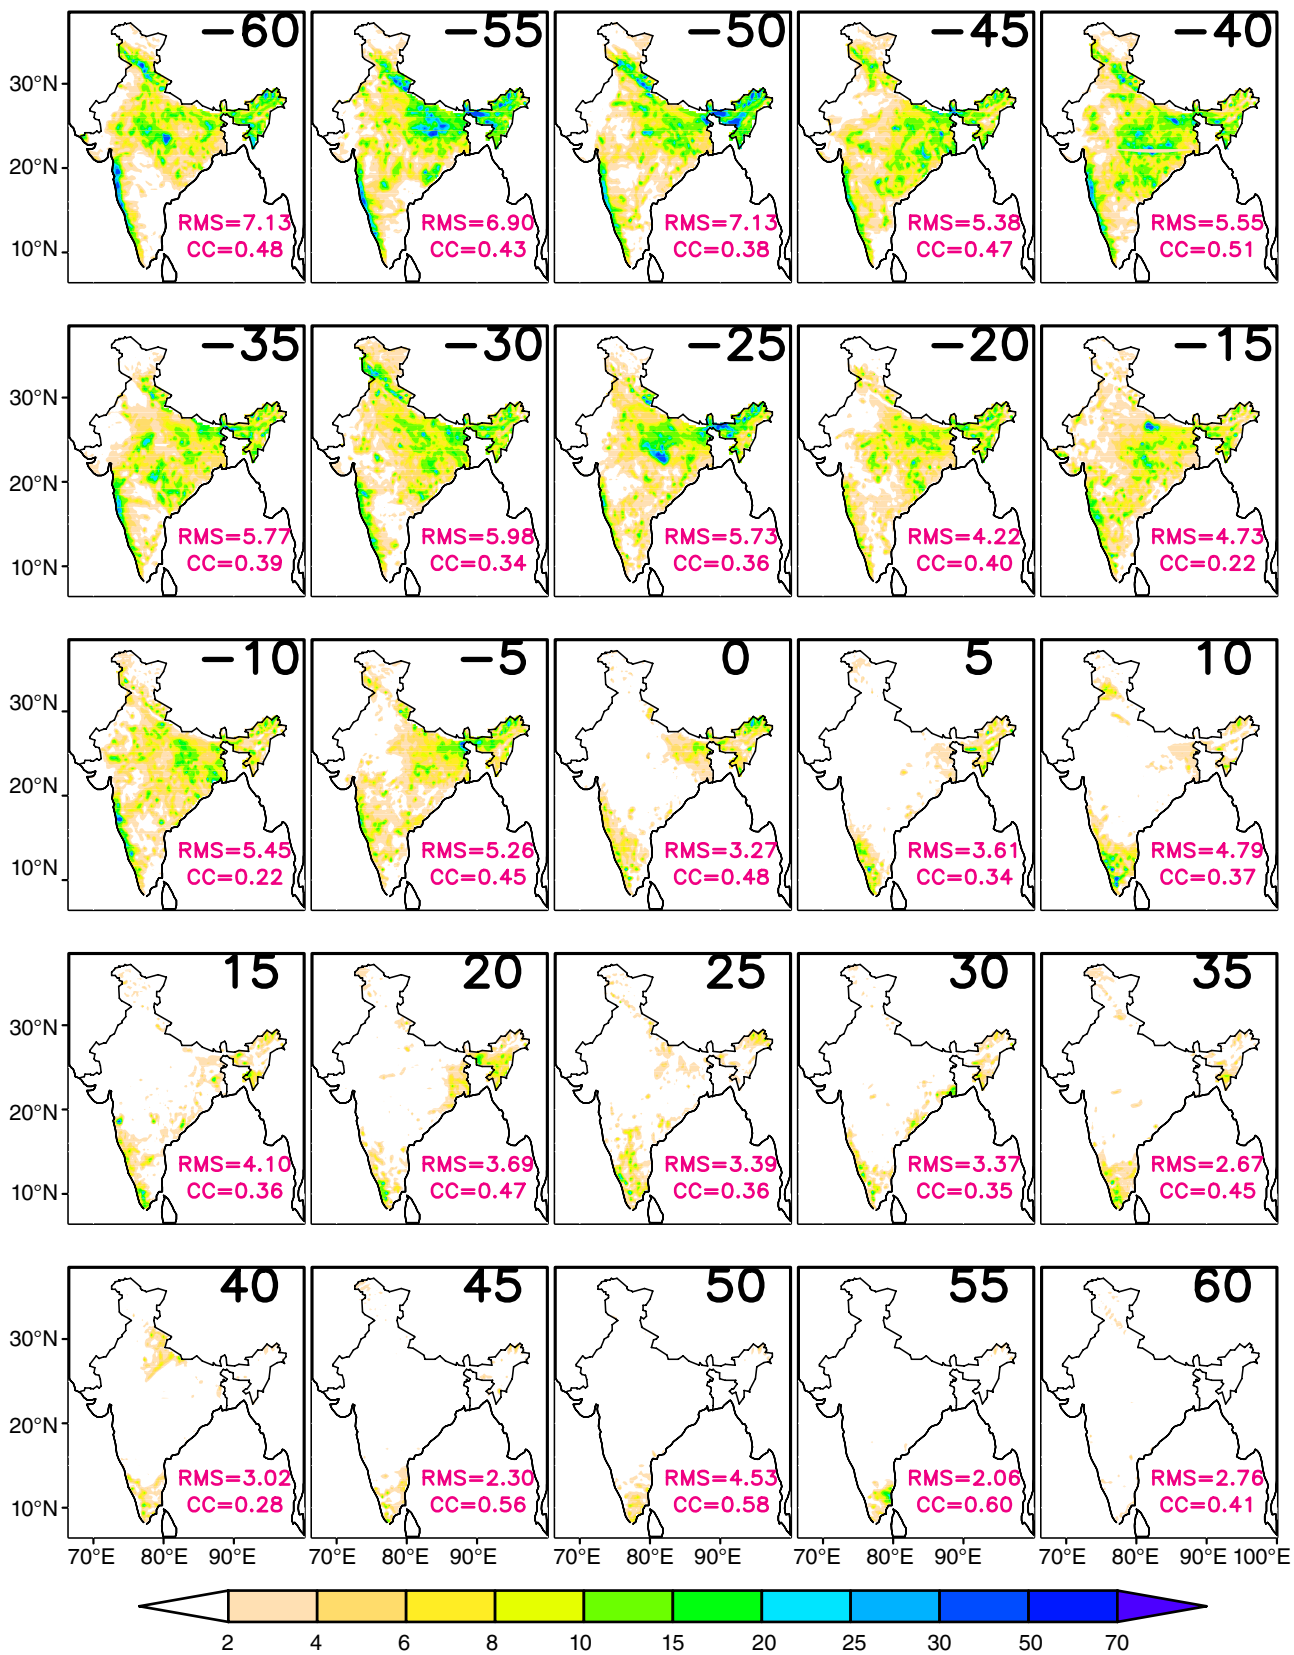 −60 −55 −50 −45 −40
30°N
20°N
RMS=7.13 RMS=6.90 RMS=7.13 RMS=5.38 RMS=5.55
10°N CC=0.48 CC=0.43 CC=0.38 CC=0.47 CC=0.51
−35 −30 −25 −20 −15
30°N
20°N
RMS=5.77 RMS=5.98 RMS=5.73 RMS=4.22 RMS=4.73
10°N CC=0.39 CC=0.34 CC=0.36 CC=0.40 CC=0.22
−10 −5 0 5 10
30°N
20°N
RMS=5.45 RMS=5.26 RMS=3.27 RMS=3.61 RMS=4.79
10°N CC=0.22 CC=0.45 CC=0.48 CC=0.34 CC=0.37
15 20 25 30 35
30°N
20°N
RMS=4.10 RMS=3.69 RMS=3.39 RMS=3.37 RMS=2.67
10°N CC=0.36 CC=0.47 CC=0.36 CC=0.35 CC=0.45
40 45 50 55 60
30°N
20°N
RMS=3.02 RMS=2.30 RMS=4.53 RMS=2.06 RMS=2.76
10°N CC=0.28 CC=0.56 CC=0.58 CC=0.60 CC=0.41
70°E 80°E 90°E 70°E 80°E 90°E 70°E 80°E 90°E 70°E 80°E 90°E 70°E 80°E 90°E 100°E
2 4 6 8 10 15 20 25 30 50 70